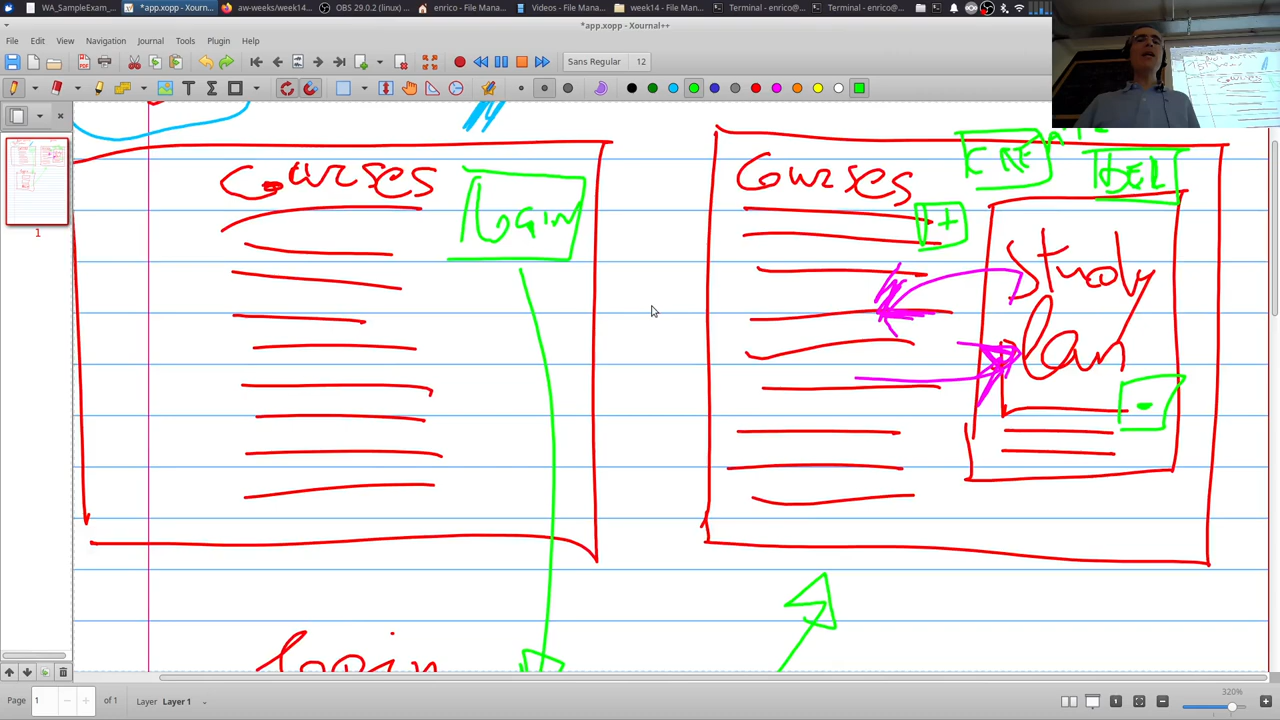 WA_SampleExam_...
*app.xopp — Xourn...
aw-weeks/week14...
OBS 29.0.2 (linux) ...
enrico - File Mana...
Videos - File Mana...
week14 - File Man...
Terminal - enrico@...
Terminal - enrico@...
*app.xopp - Xournal++
File Edit View Navigation Journal Tools Plugin Help
Sans Regular 12
Courses
login
Courses
CRE
ATE
DEL
+
Study
Plan
-
login
1
Page 1 of 1 Layer Layer 1
320%